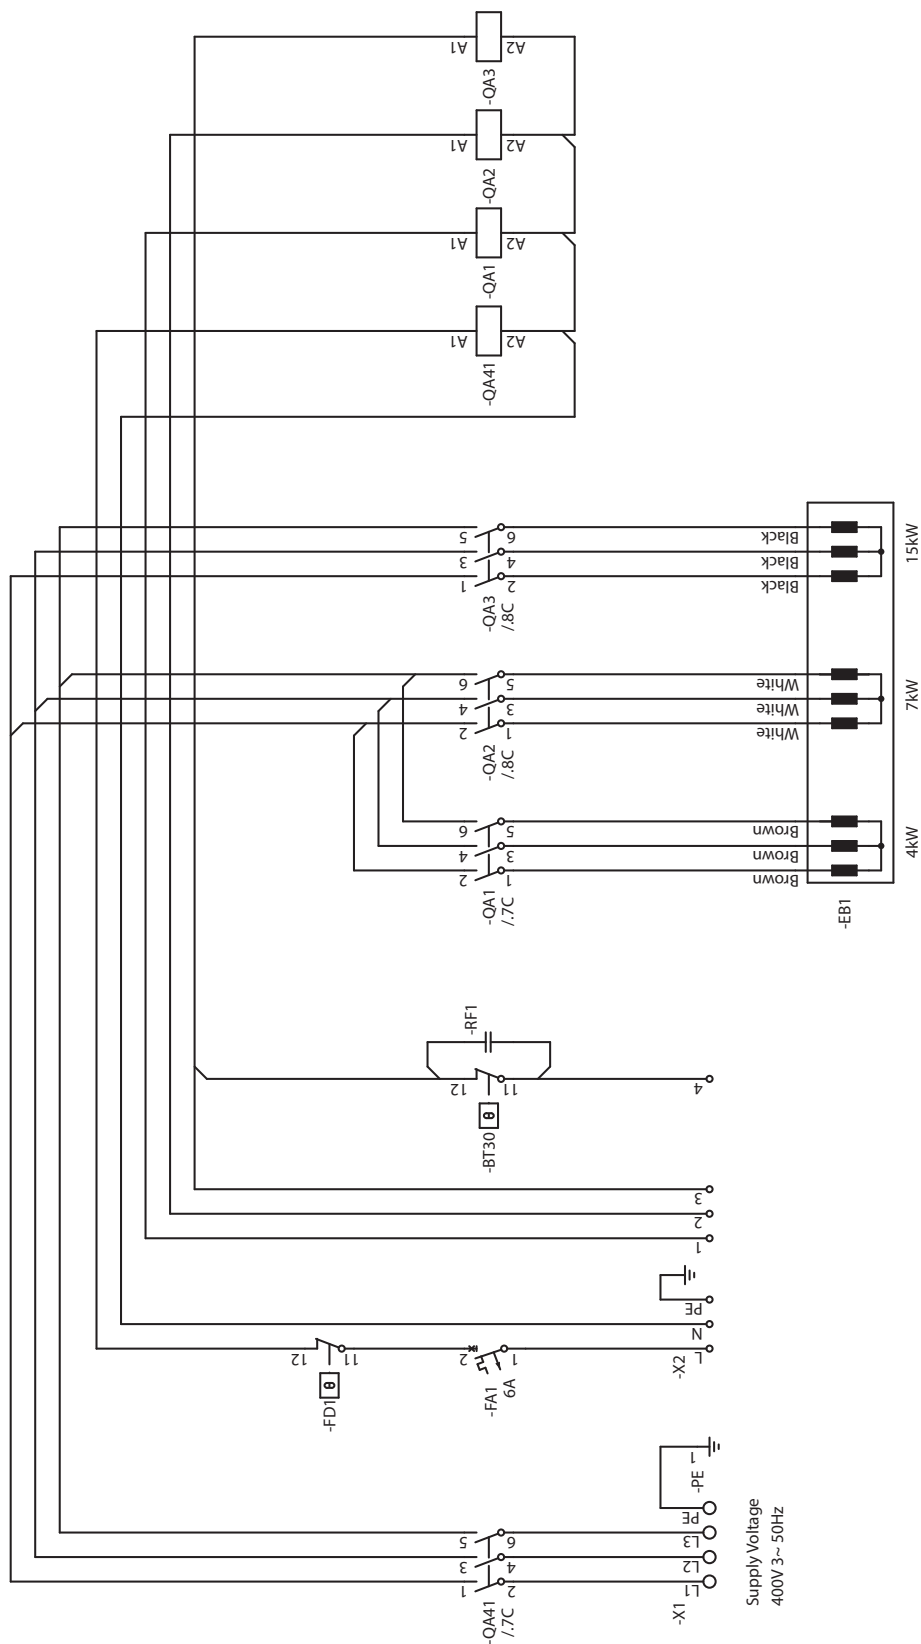 A1
A2
-QA3
A1
A2
-QA2
A1
A2
-QA1
A1
A2
-QA41
5
3
1
6
4
2
-QA3
/.8C
Black
Black
Black
15kW
6
4
2
5
3
1
-QA2
/.8C
White
White
White
7kW
6
4
2
5
3
1
-QA1
/.7C
Brown
Brown
Brown
4kW
-EB1
-RF1
12
11
θ
-BT30
4
3
2
1
PE
N
L
-X2
12
11
θ
-FD1
2
1
-FA1
6A
1
-PE
PE
L3
L2
L1
-X1
5
3
1
6
4
2
-QA41
/.7C
Supply Voltage
400V 3~ 50Hz